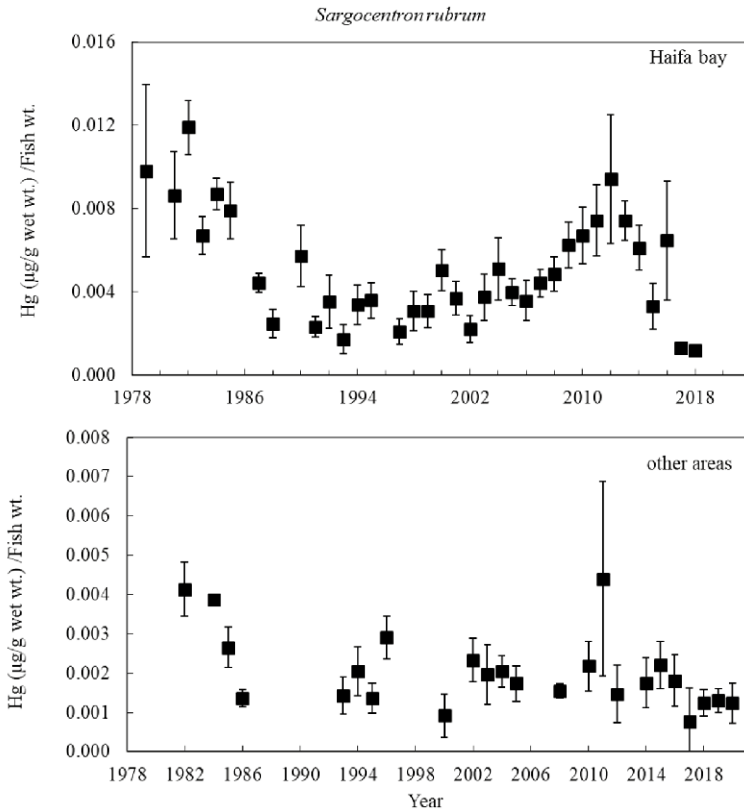 Sargocentron rubrum
Haifa bay
Hg (µg/g wet wt.) /Fish wt.
0.016
0.012
0.008
0.004
0.000
1978 1986 1994 2002 2010 2018
other areas
Hg (µg/g wet wt.) /Fish wt.
0.008
0.007
0.006
0.005
0.004
0.003
0.002
0.001
0.000
1978 1982 1986 1990 1994 1998 2002 2006 2010 2014 2018
Year